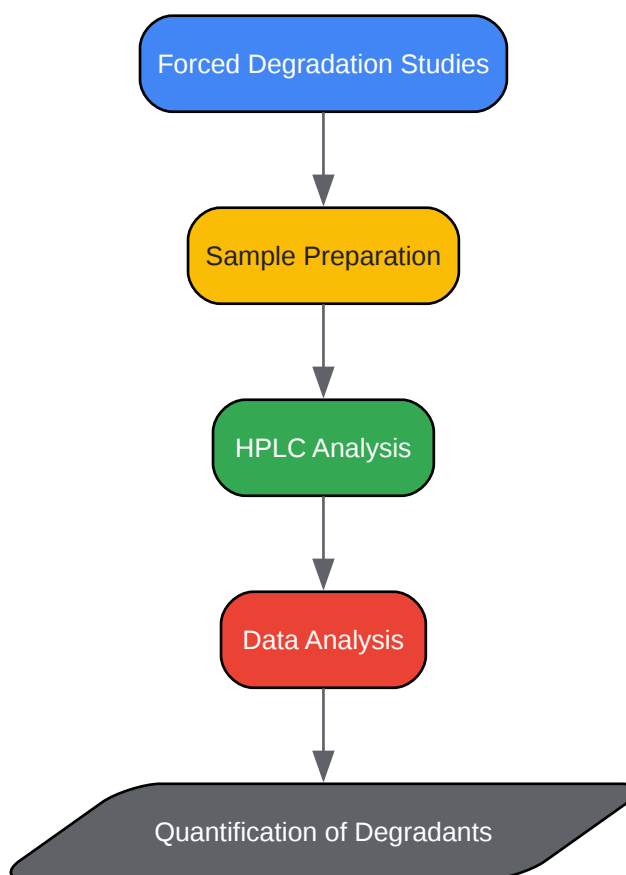 Forced Degradation Studies
Sample Preparation
HPLC Analysis
Data Analysis
Quantification of Degradants